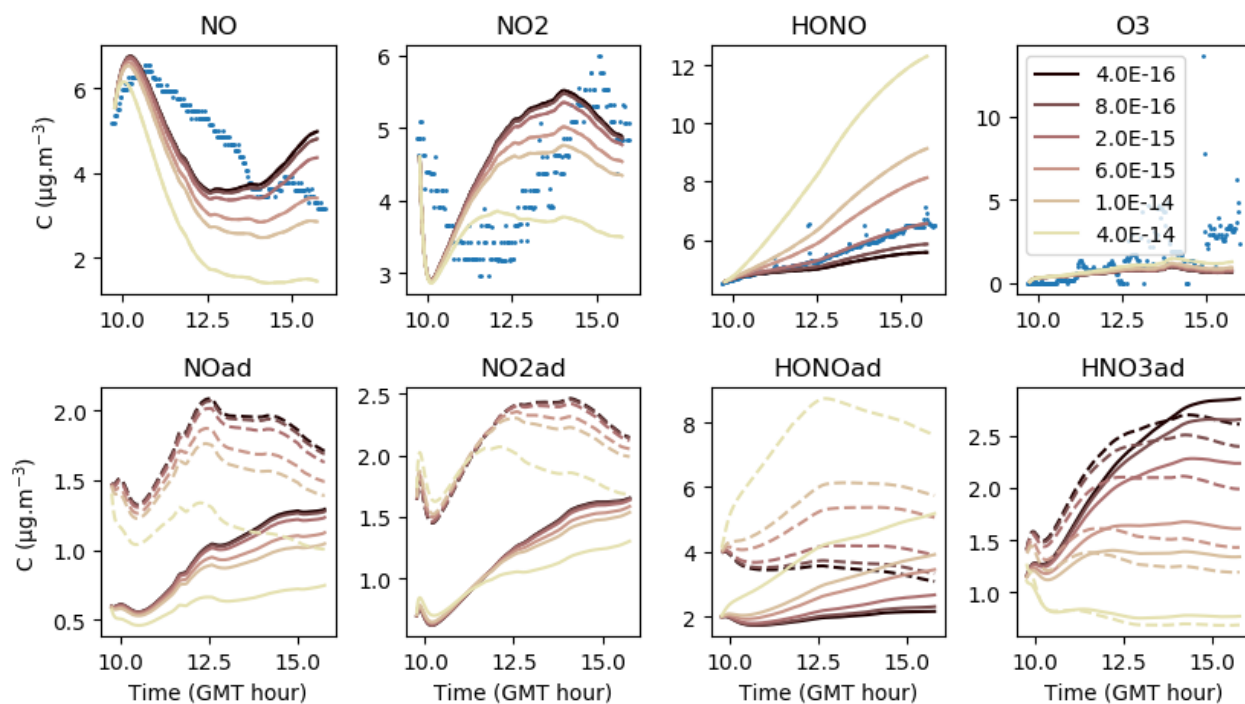 NO NO2 HONO O3
C (µg.m⁻³)
6
4
2
6
5
4
3
12
10
8
6
10
5
0
4.0E-16
8.0E-16
2.0E-15
6.0E-15
1.0E-14
4.0E-14
10.0 12.5 15.0 10.0 12.5 15.0 10.0 12.5 15.0 10.0 12.5 15.0
NOad NO2ad HONOad HNO3ad
C (µg.m⁻³)
2.0
1.5
1.0
0.5
2.5
2.0
1.5
1.0
8
6
4
2
2.5
2.0
1.5
1.0
10.0 12.5 15.0 10.0 12.5 15.0 10.0 12.5 15.0 10.0 12.5 15.0
Time (GMT hour) Time (GMT hour) Time (GMT hour) Time (GMT hour)